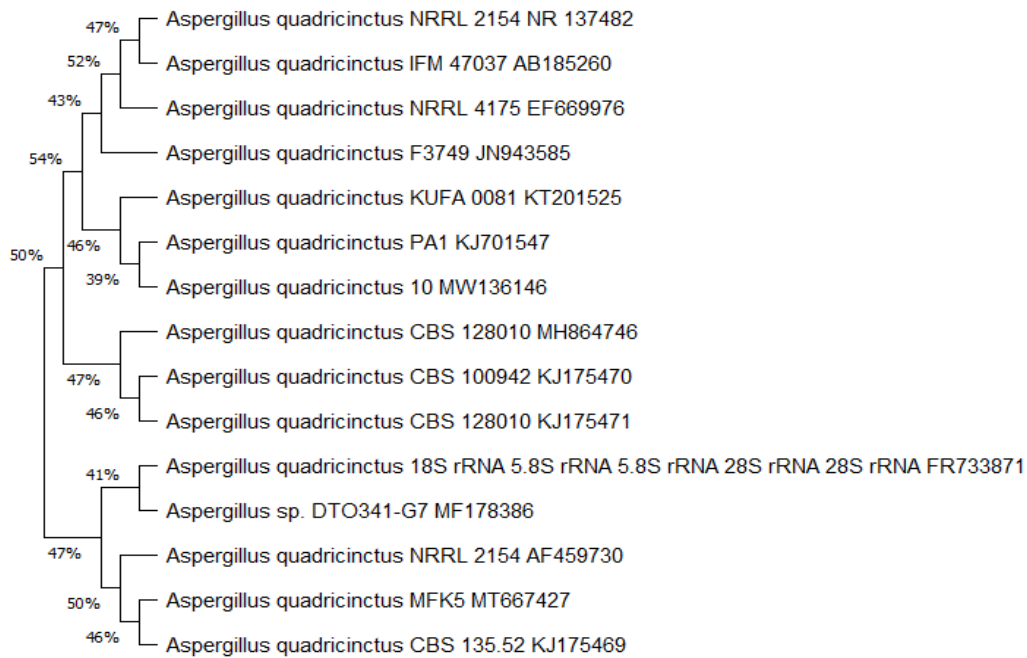 47%
Aspergillus quadricinctus NRRL 2154 NR 137482
52%
Aspergillus quadricinctus IFM 47037 AB185260
43%
Aspergillus quadricinctus NRRL 4175 EF669976
54%
Aspergillus quadricinctus F3749 JN943585
Aspergillus quadricinctus KUFA 0081 KT201525
46%
Aspergillus quadricinctus PA1 KJ701547
50%
39%
Aspergillus quadricinctus 10 MW136146
Aspergillus quadricinctus CBS 128010 MH864746
47%
Aspergillus quadricinctus CBS 100942 KJ175470
46%
Aspergillus quadricinctus CBS 128010 KJ175471
41%
Aspergillus quadricinctus 18S rRNA 5.8S rRNA 5.8S rRNA 28S rRNA 28S rRNA FR733871
Aspergillus sp. DTO341-G7 MF178386
47%
Aspergillus quadricinctus NRRL 2154 AF459730
50%
Aspergillus quadricinctus MFK5 MT667427
46%
Aspergillus quadricinctus CBS 135.52 KJ175469